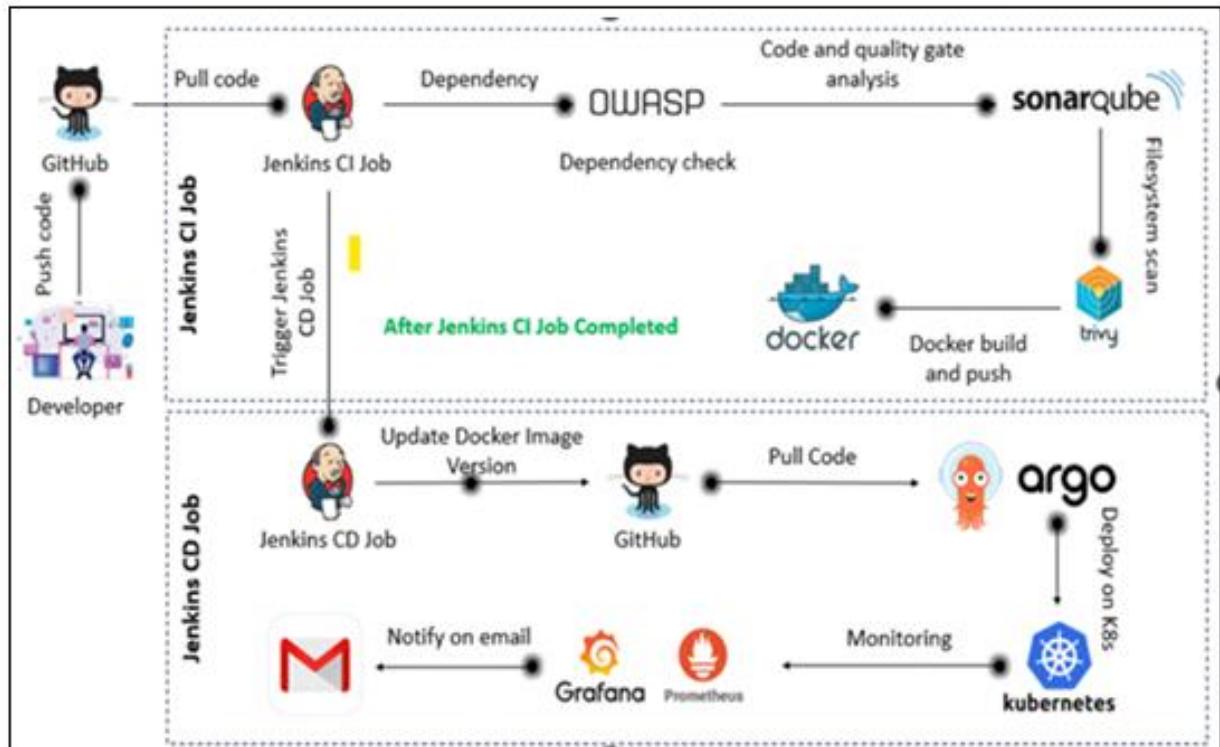 Pull code
Dependency
Code and quality gate
analysis
OWASP
sonarqube
GitHub
Jenkins CI Job
Dependency check
Filesystem scan
Jenkins CI Job
Push code
Trigger Jenkins
CD Job
After Jenkins CI Job Completed
docker
trivy
Docker build
and push
Developer
Update Docker Image
Version
Pull Code
argo
Jenkins CD Job
GitHub
Deploy on K8s
Jenkins CD Job
Notify on email
Monitoring
Grafana
Prometheus
kubernetes